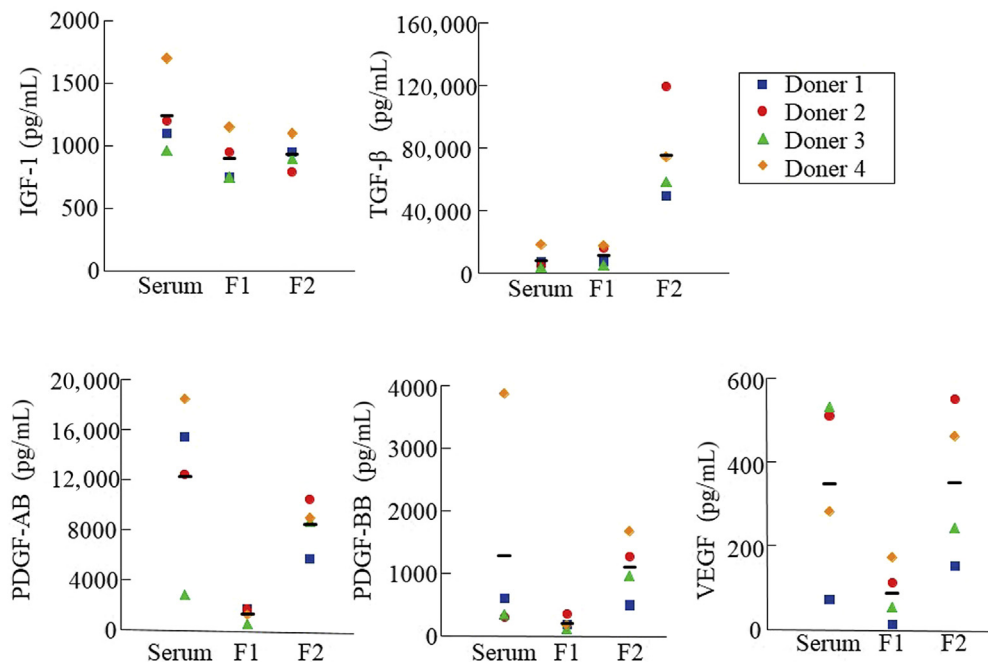 IGF-1 (pg/mL)
2000
1500
1000
500
0
Serum F1 F2
TGF-β (pg/mL)
160,000
120,000
80,000
40,000
0
Serum F1 F2
Doner 1
Doner 2
Doner 3
Doner 4
PDGF-AB (pg/mL)
20,000
16,000
12,000
8000
4000
0
Serum F1 F2
PDGF-BB (pg/mL)
4000
3000
2000
1000
0
Serum F1 F2
VEGF (pg/mL)
600
400
200
0
Serum F1 F2